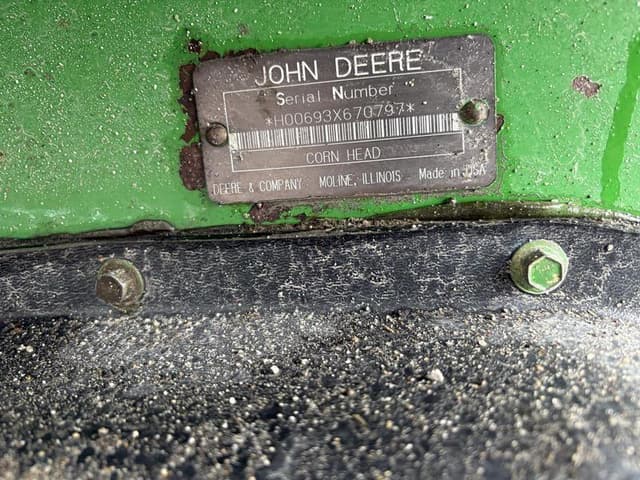 JOHN DEERE
Serial Number
*H00693X670797*
CORN HEAD
DEERE & COMPANY MOLINE, ILLINOIS Made in USA